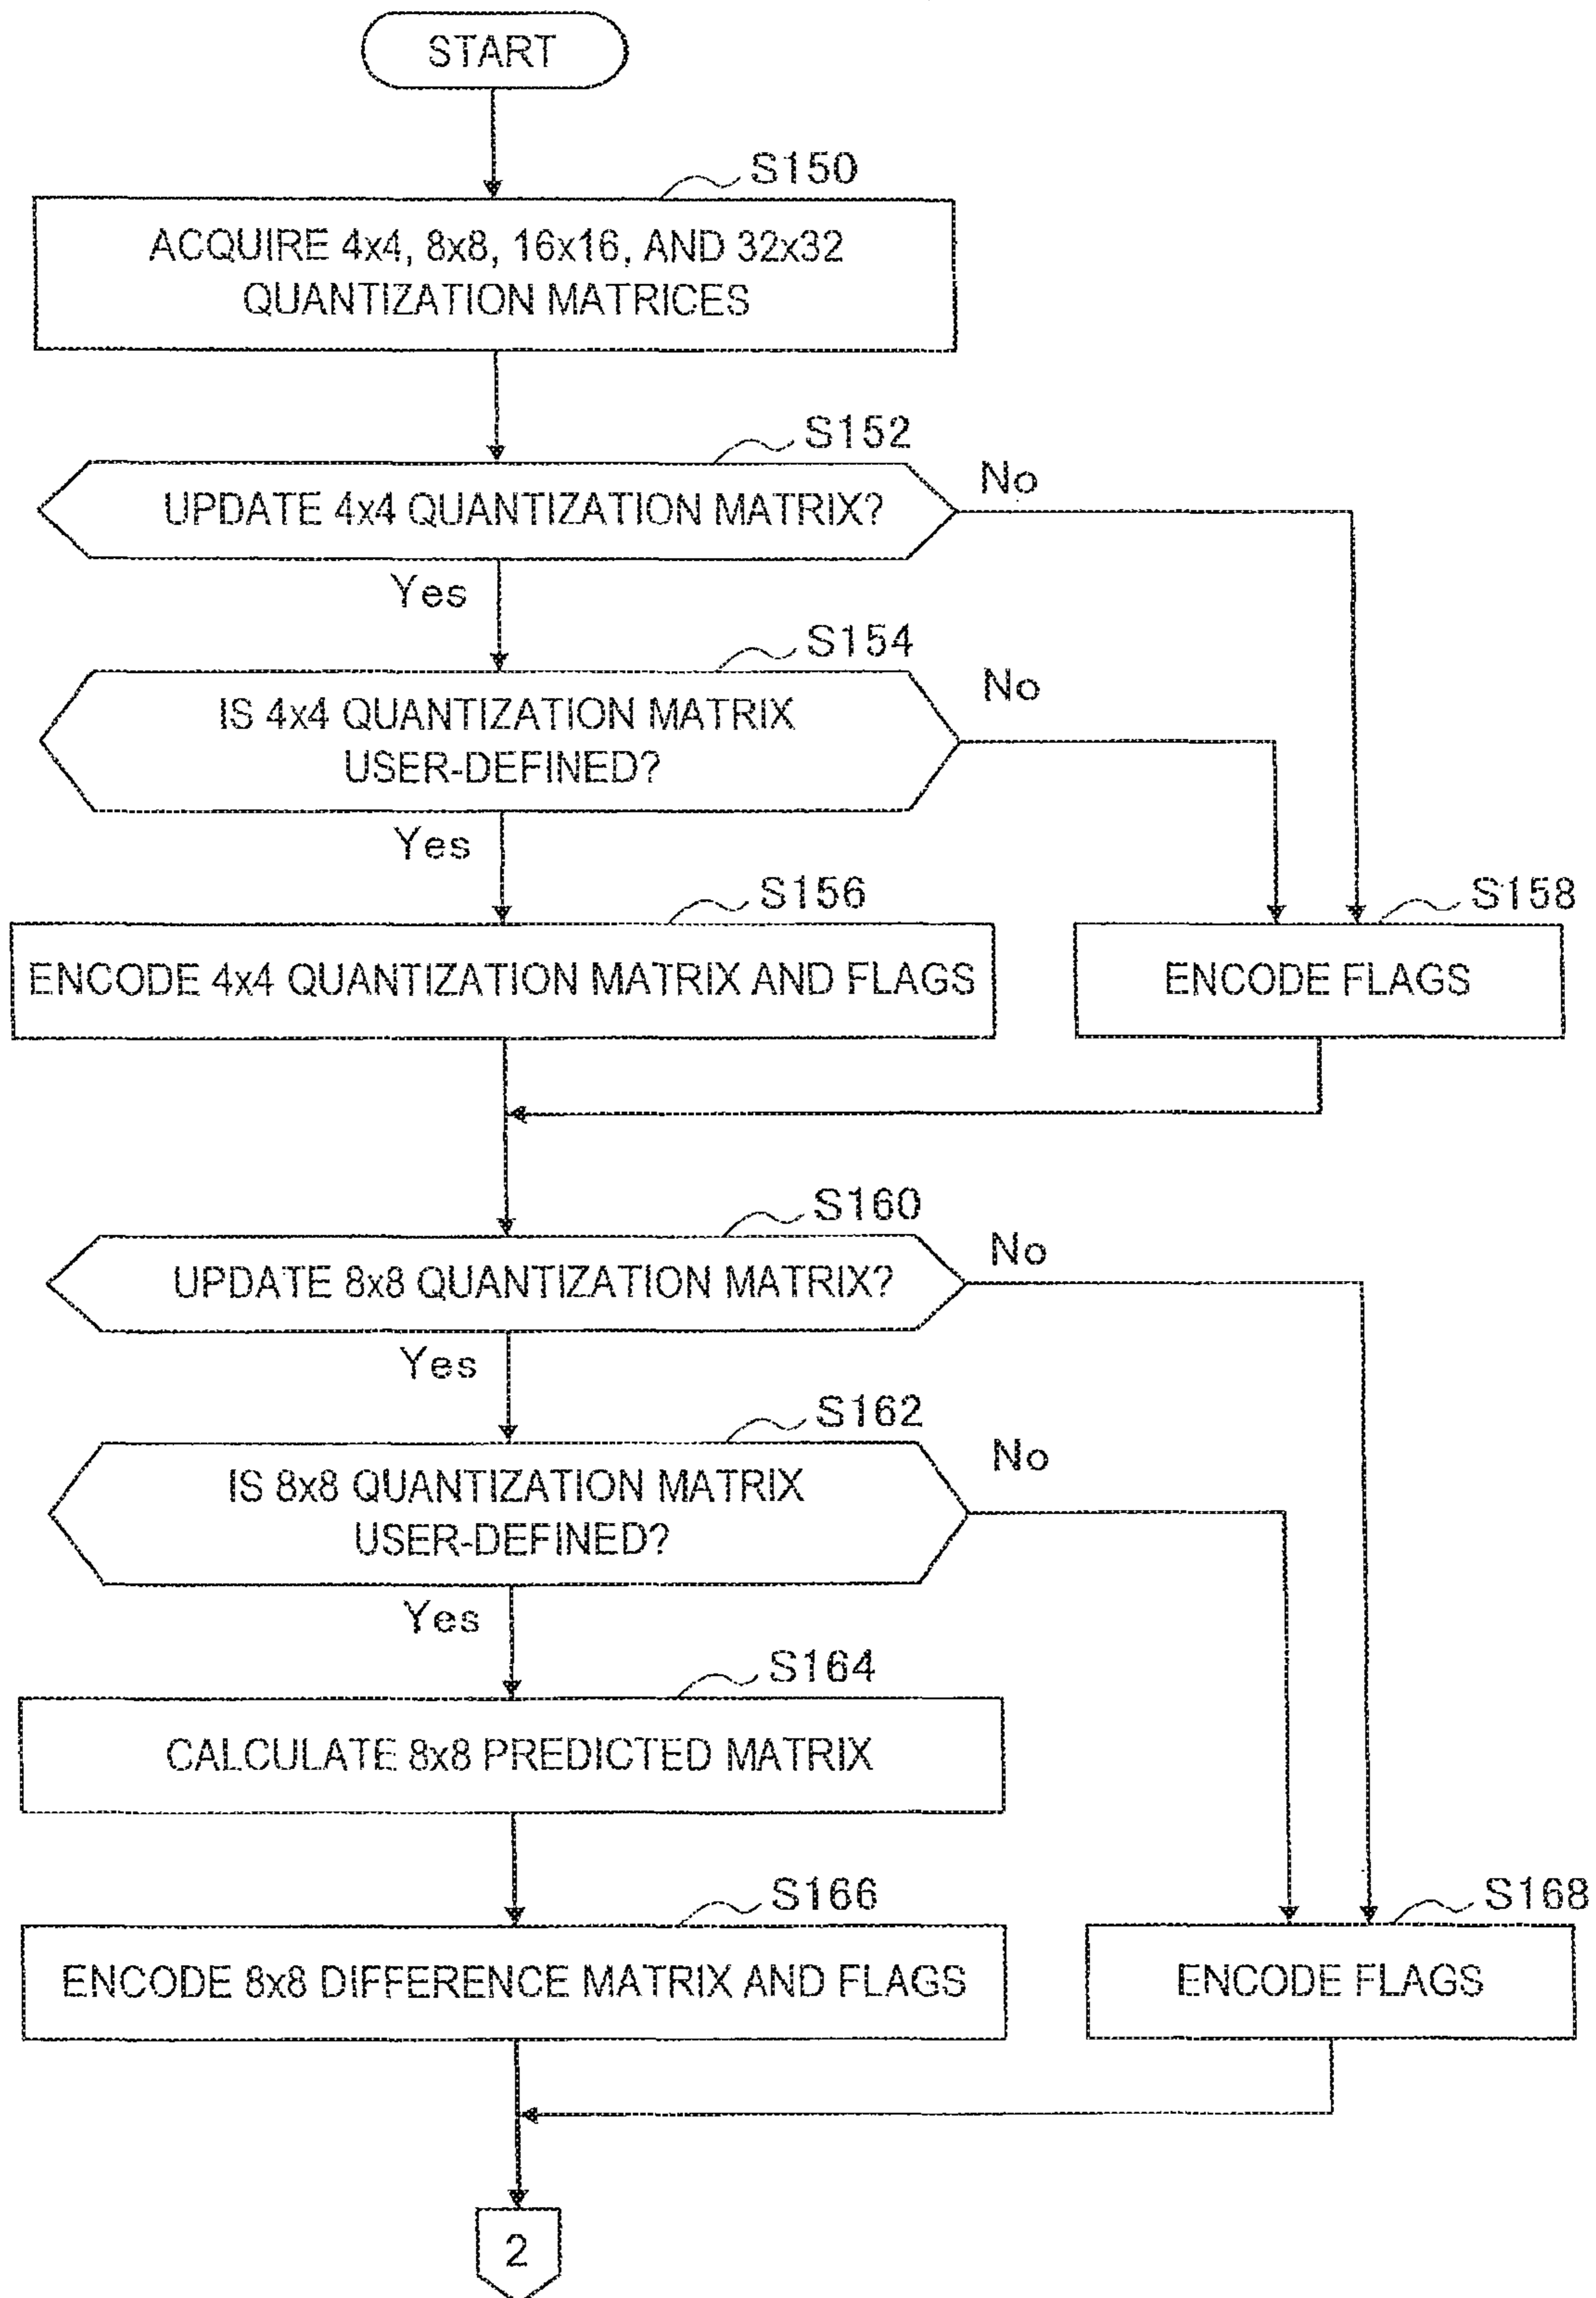 START
S150
ACQUIRE 4x4, 8x8, 16x16, AND 32x32
QUANTIZATION MATRICES
S152
UPDATE 4x4 QUANTIZATION MATRIX?
No
Yes
S154
IS 4x4 QUANTIZATION MATRIX
USER-DEFINED?
No
Yes
S156
ENCODE 4x4 QUANTIZATION MATRIX AND FLAGS
S158
ENCODE FLAGS
S160
UPDATE 8x8 QUANTIZATION MATRIX?
No
Yes
S162
IS 8x8 QUANTIZATION MATRIX
USER-DEFINED?
No
Yes
S164
CALCULATE 8x8 PREDICTED MATRIX
S166
ENCODE 8x8 DIFFERENCE MATRIX AND FLAGS
S168
ENCODE FLAGS
2